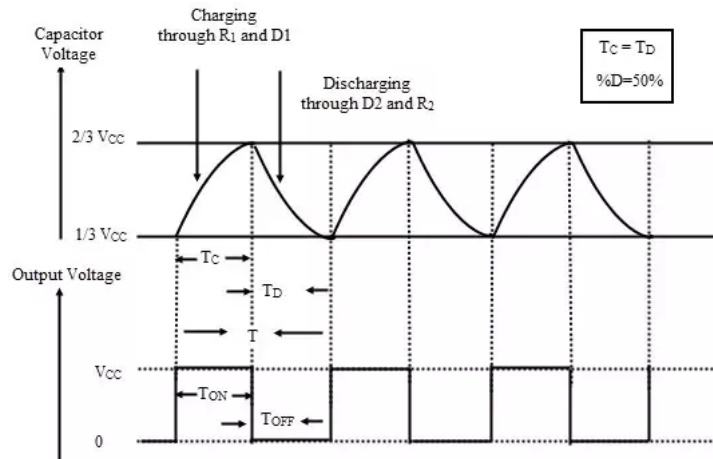 Charging
through R1 and D1
Capacitor
Voltage
TC = TD
%D=50%
Discharging
through D2 and R2
2/3 VCC
1/3 VCC
TC
Output Voltage
TD
T
VCC
TON
TOFF
0